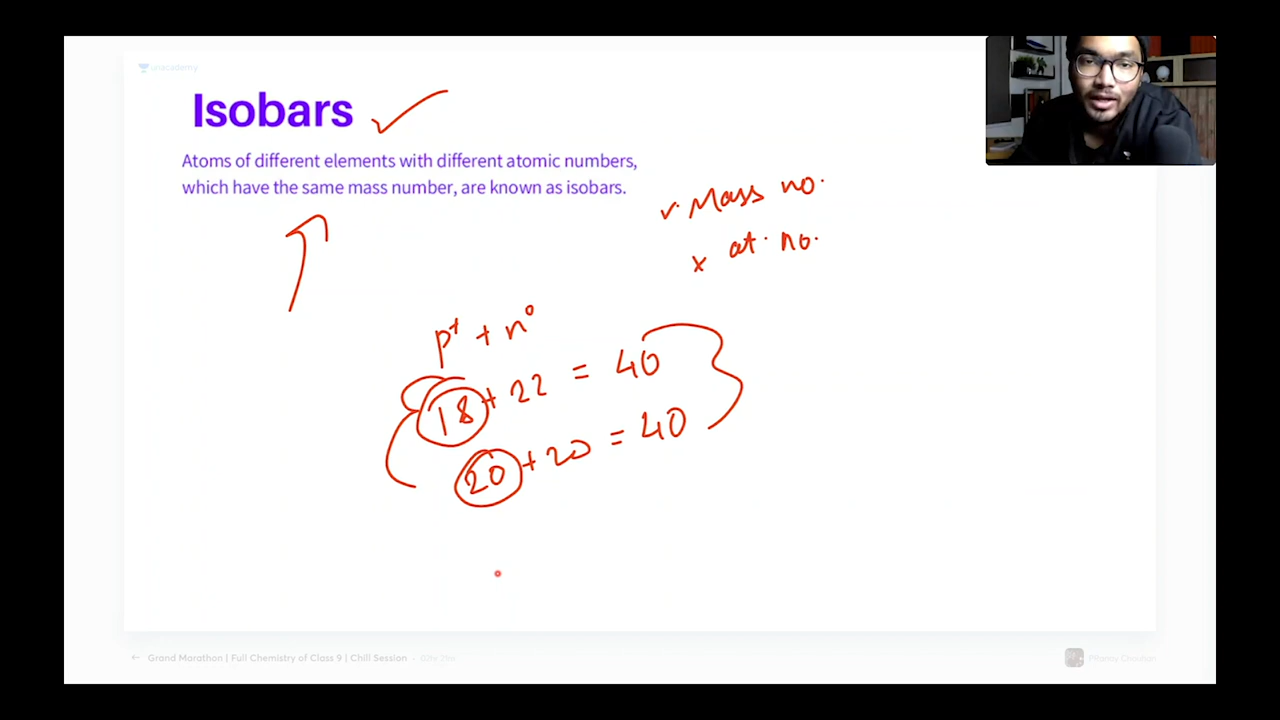 unacademy
Isobars
Atoms of different elements with different atomic numbers,
which have the same mass number, are known as isobars.
Mass no.
x at. no.
p+ + n0
18 + 22 = 40
20 + 20 = 40
Grand Marathon | Full Chemistry of Class 9 | Chill Session